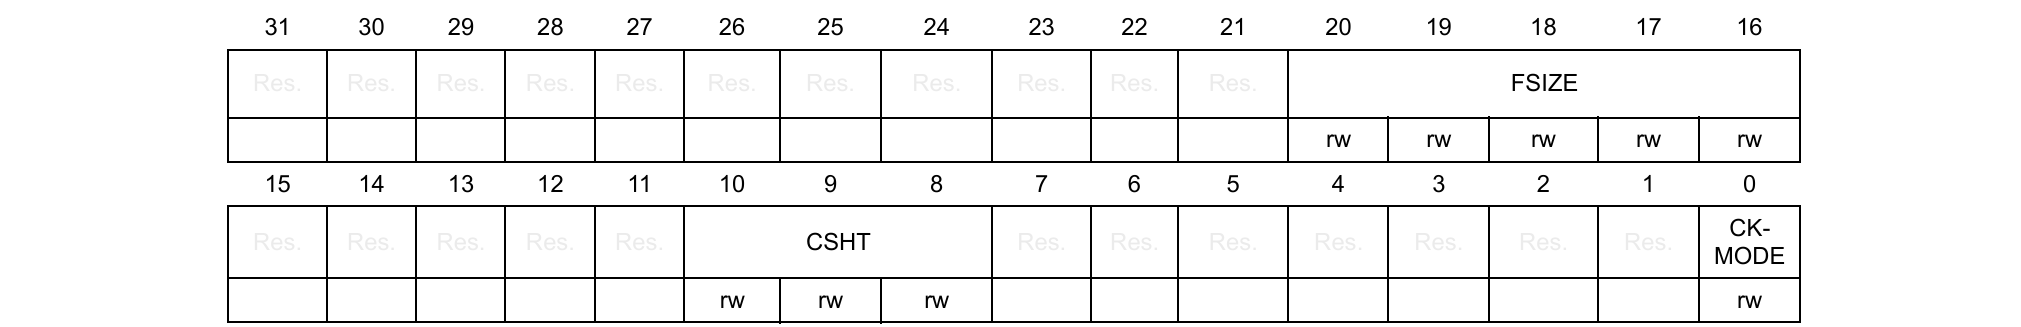 31 30 29 28 27 26 25 24 23 22 21 20 19 18 17 16
Res. Res. Res. Res. Res. Res. Res. Res. Res. Res. Res. FSIZE
rw rw rw rw rw
15 14 13 12 11 10 9 8 7 6 5 4 3 2 1 0
Res. Res. Res. Res. Res. CSHT Res. Res. Res. Res. Res. Res. Res. CK-
MODE
rw rw rw rw